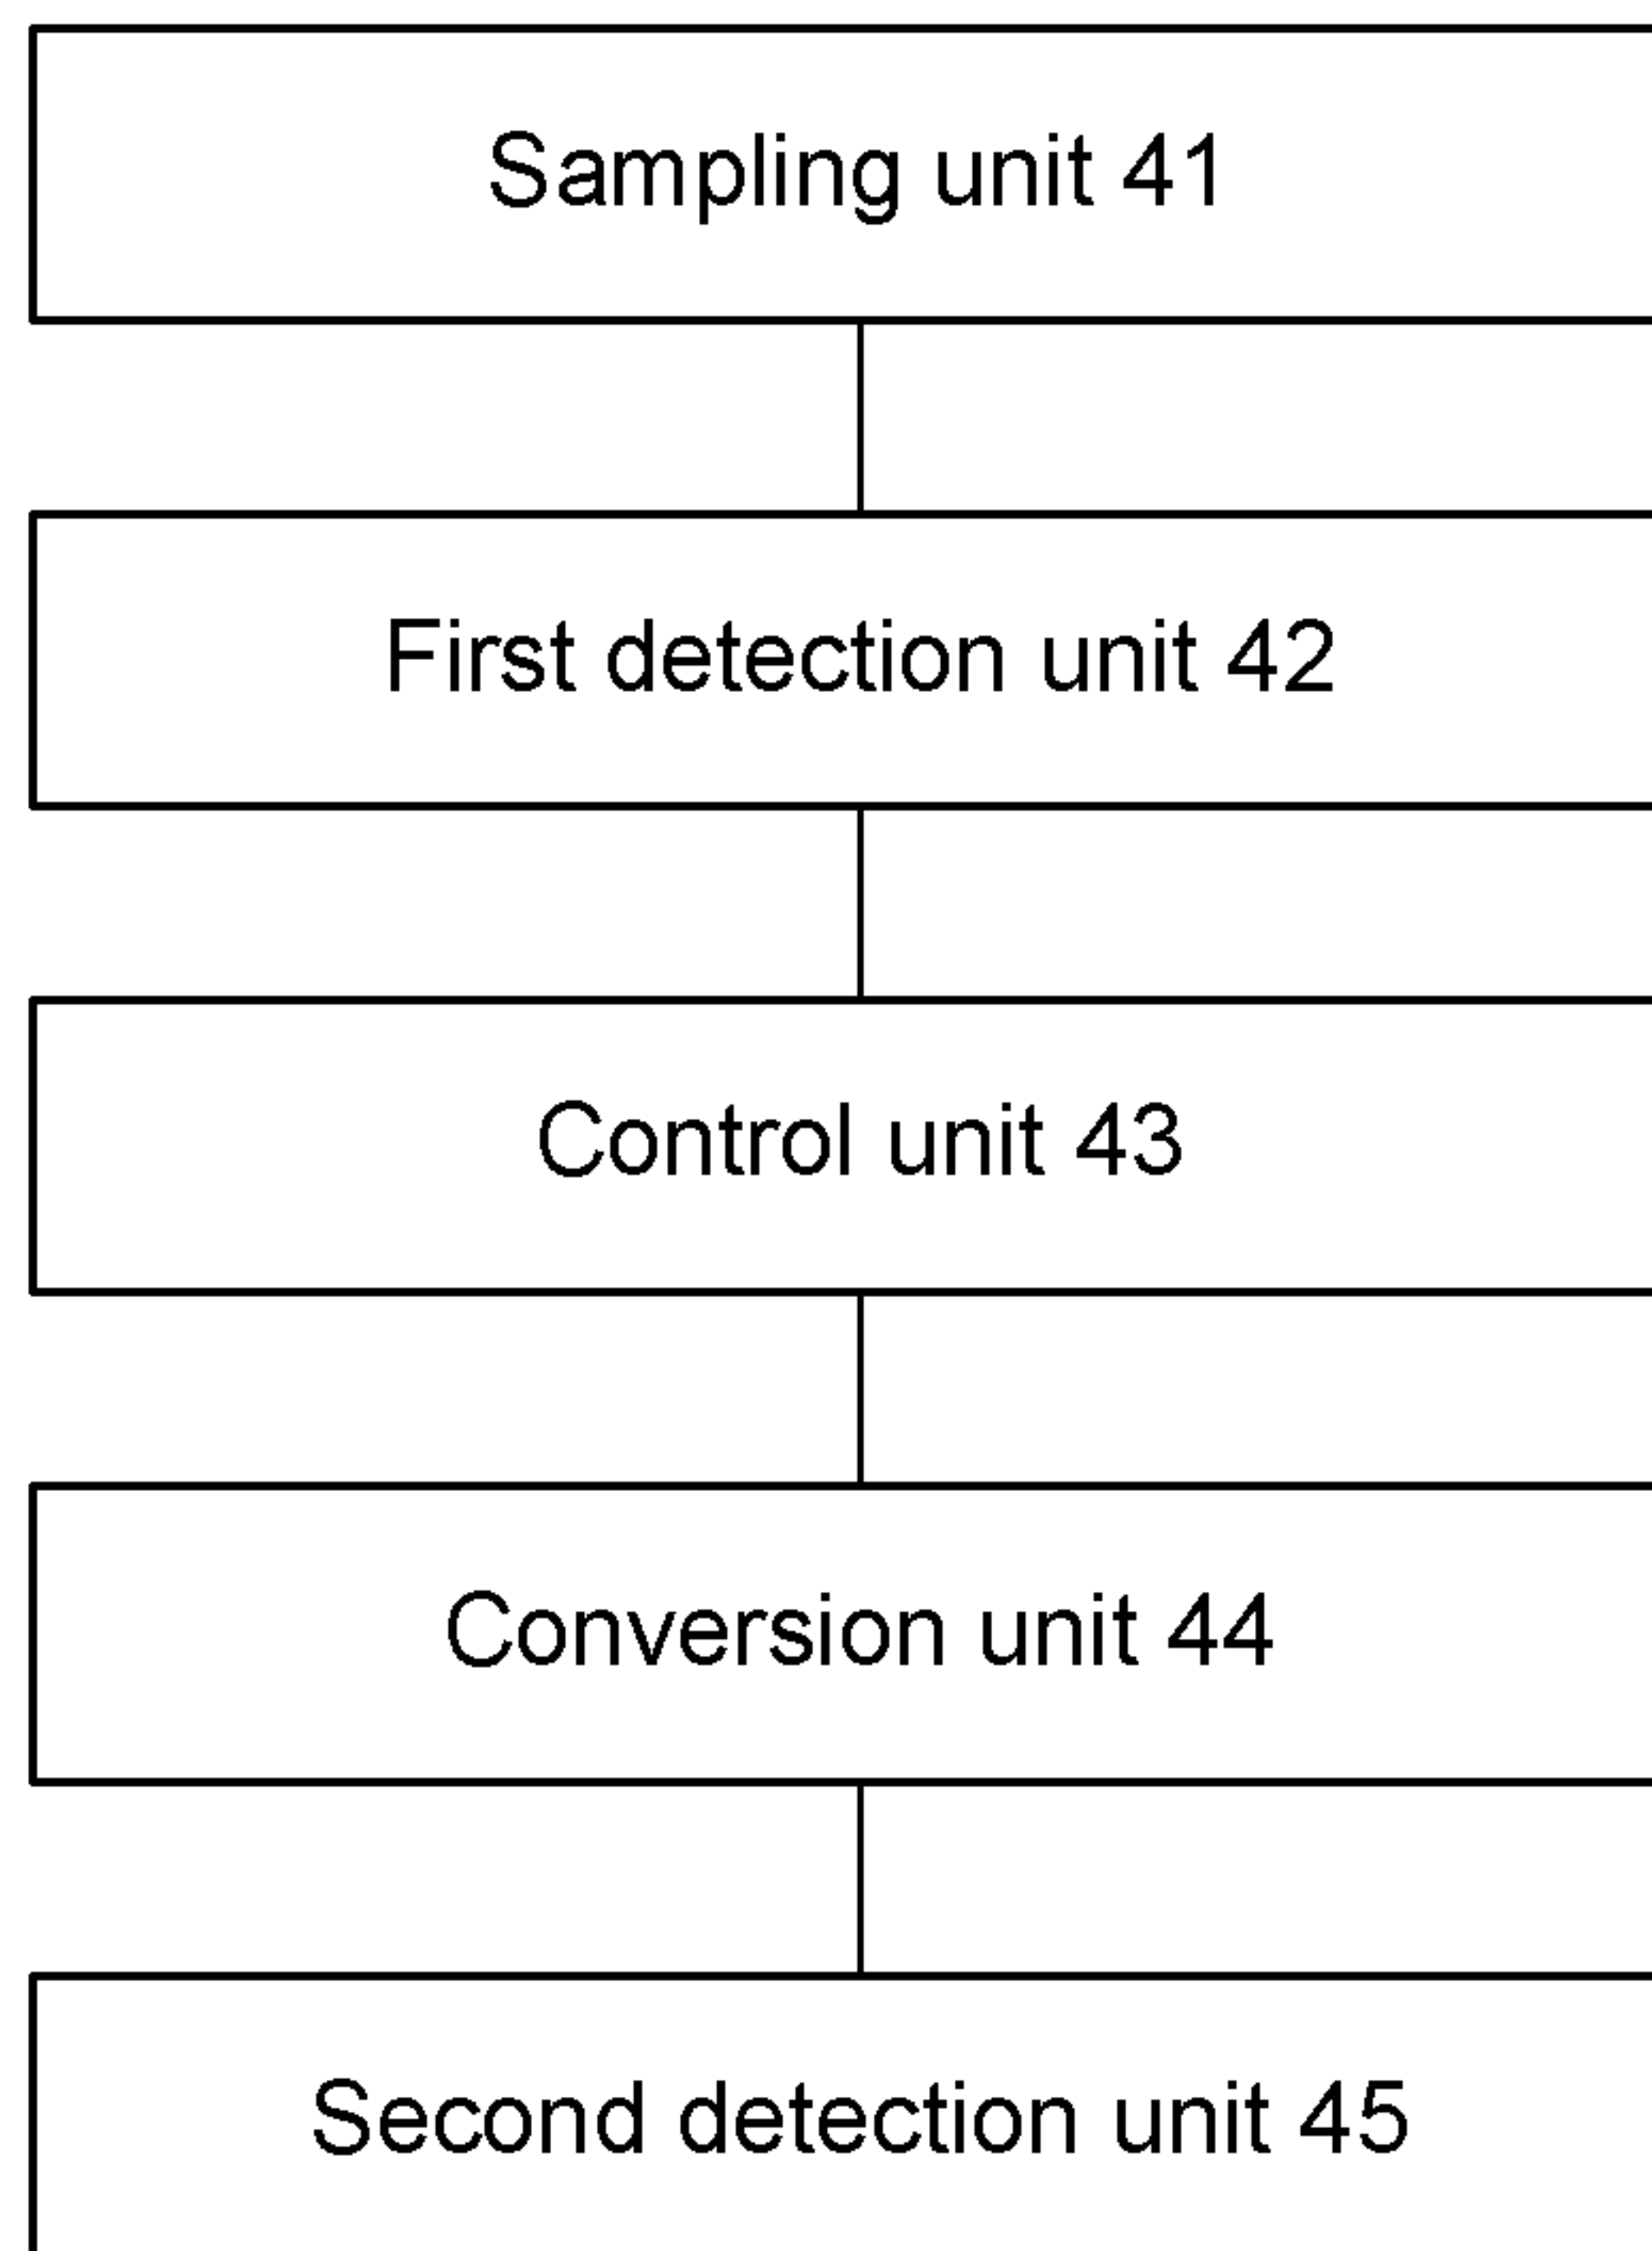 Sampling unit 41
First detection unit 42
Control unit 43
Conversion unit 44
Second detection unit 45